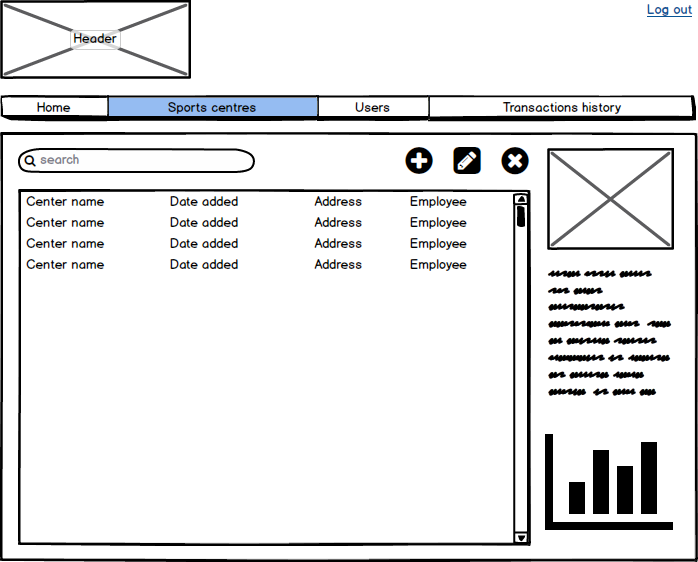 Log out
Header
Home Sports centres Users Transactions history
search
Center name Date added Address Employee
Center name Date added Address Employee
Center name Date added Address Employee
Center name Date added Address Employee